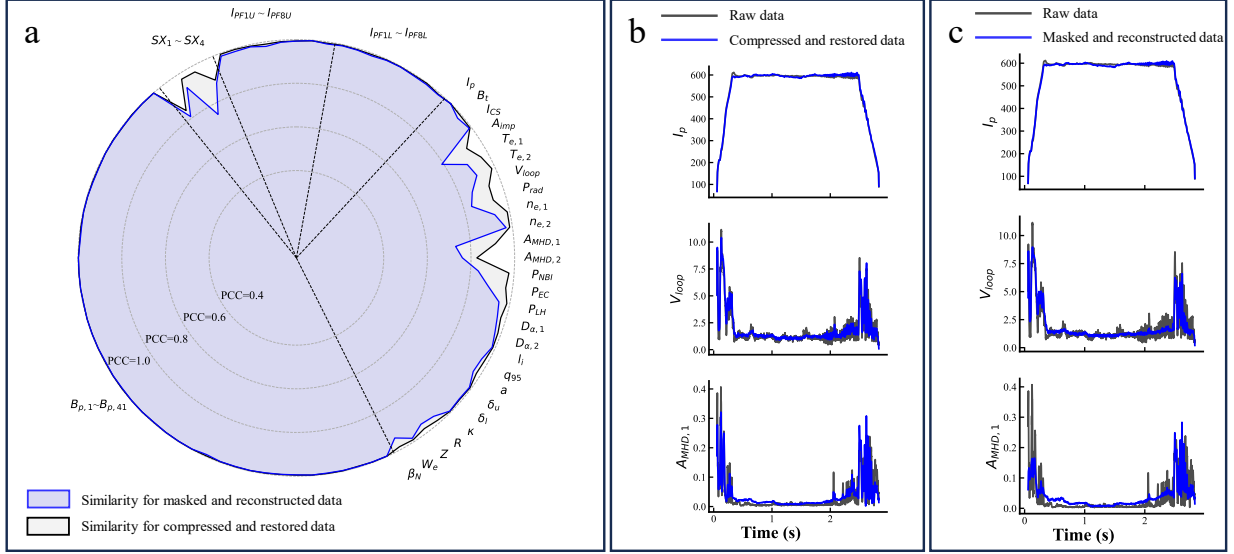 a
I_PF1U ~ I_PF8U
SX_1 ~ SX_4
I_PF1L ~ I_PF8L
I_p
B_t
I_CS
A_imp
T_e,1
T_e,2
V_loop
P_rad
n_e,1
n_e,2
A_MHD,1
A_MHD,2
P_NBI
P_EC
P_LH
D_α,1
D_α,2
l_i
q_95
a
δ_u
δ_l
κ
R
Z
W_e
β_N
PCC=0.4
PCC=0.6
PCC=0.8
PCC=1.0
B_p,1~B_p,41
Similarity for masked and reconstructed data
Similarity for compressed and restored data
b
Raw data
Compressed and restored data
600
500
400
300
200
100
I_p
10.0
7.5
5.0
2.5
0.0
V_loop
0.4
0.3
0.2
0.1
0.0
A_MHD,1
0
1
2
Time (s)
c
Raw data
Masked and reconstructed data
600
500
400
300
200
100
I_p
10.0
7.5
5.0
2.5
0.0
V_loop
0.4
0.3
0.2
0.1
0.0
A_MHD,1
0
1
2
Time (s)